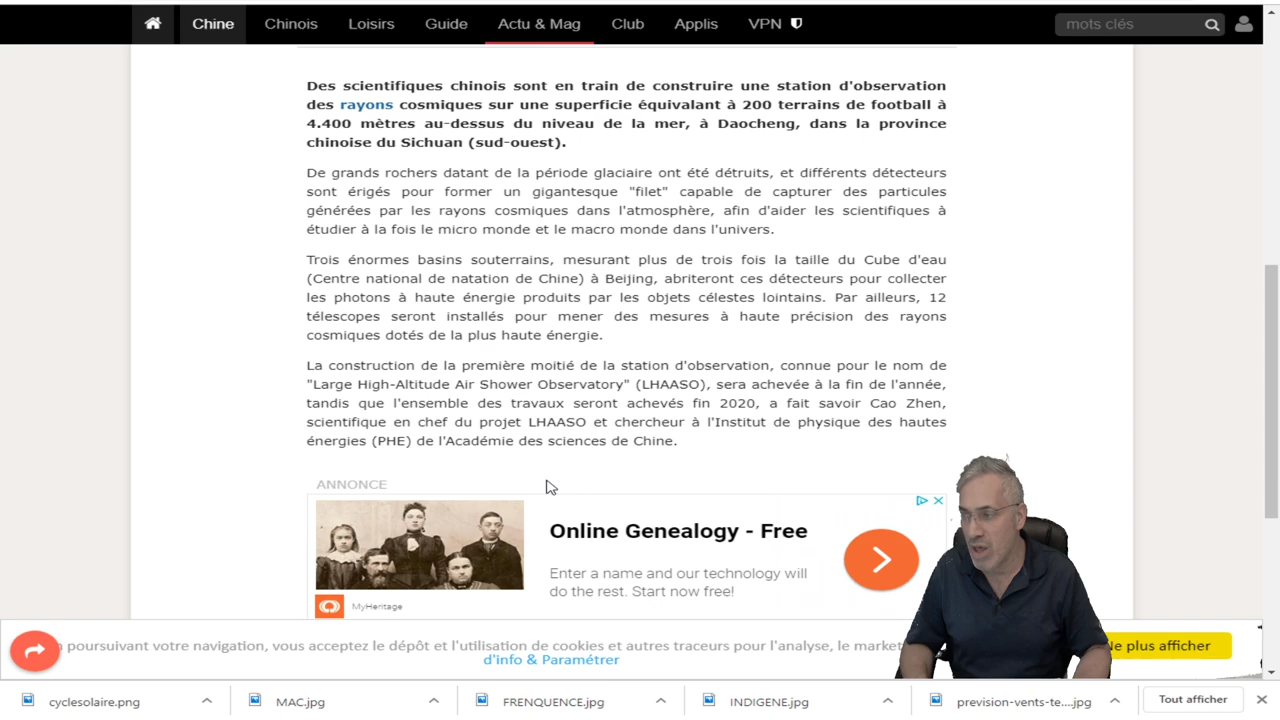 Chine
Chinois
Loisirs
Guide
Actu & Mag
Club
Applis
VPN
mots clés
Des scientifiques chinois sont en train de construire une station d'observation
des rayons cosmiques sur une superficie équivalant à 200 terrains de football à
4.400 mètres au-dessus du niveau de la mer, à Daocheng, dans la province
chinoise du Sichuan (sud-ouest).
De grands rochers datant de la période glaciaire ont été détruits, et différents détecteurs
sont érigés pour former un gigantesque "filet" capable de capturer des particules
générées par les rayons cosmiques dans l'atmosphère, afin d'aider les scientifiques à
étudier à la fois le micro monde et le macro monde dans l'univers.
Trois énormes basins souterrains, mesurant plus de trois fois la taille du Cube d'eau
(Centre national de natation de Chine) à Beijing, abriteront ces détecteurs pour collecter
les photons à haute énergie produits par les objets célestes lointains. Par ailleurs, 12
télescopes seront installés pour mener des mesures à haute précision des rayons
cosmiques dotés de la plus haute énergie.
La construction de la première moitié de la station d'observation, connue pour le nom de
"Large High-Altitude Air Shower Observatory" (LHAASO), sera achevée à la fin de l'année,
tandis que l'ensemble des travaux seront achevés fin 2020, a fait savoir Cao Zhen,
scientifique en chef du projet LHAASO et chercheur à l'Institut de physique des hautes
énergies (PHE) de l'Académie des sciences de Chine.
ANNONCE
Online Genealogy - Free
Enter a name and our technology will
do the rest. Start now free!
MyHeritage
poursuivant votre navigation, vous acceptez le dépôt et l'utilisation de cookies et autres traceurs pour l'analyse, le market
d'info & Paramétrer
Ne plus afficher
cyclesolaire.png
MAC.jpg
FRENQUENCE.jpg
INDIGENE.jpg
prevision-vents-te....jpg
Tout afficher